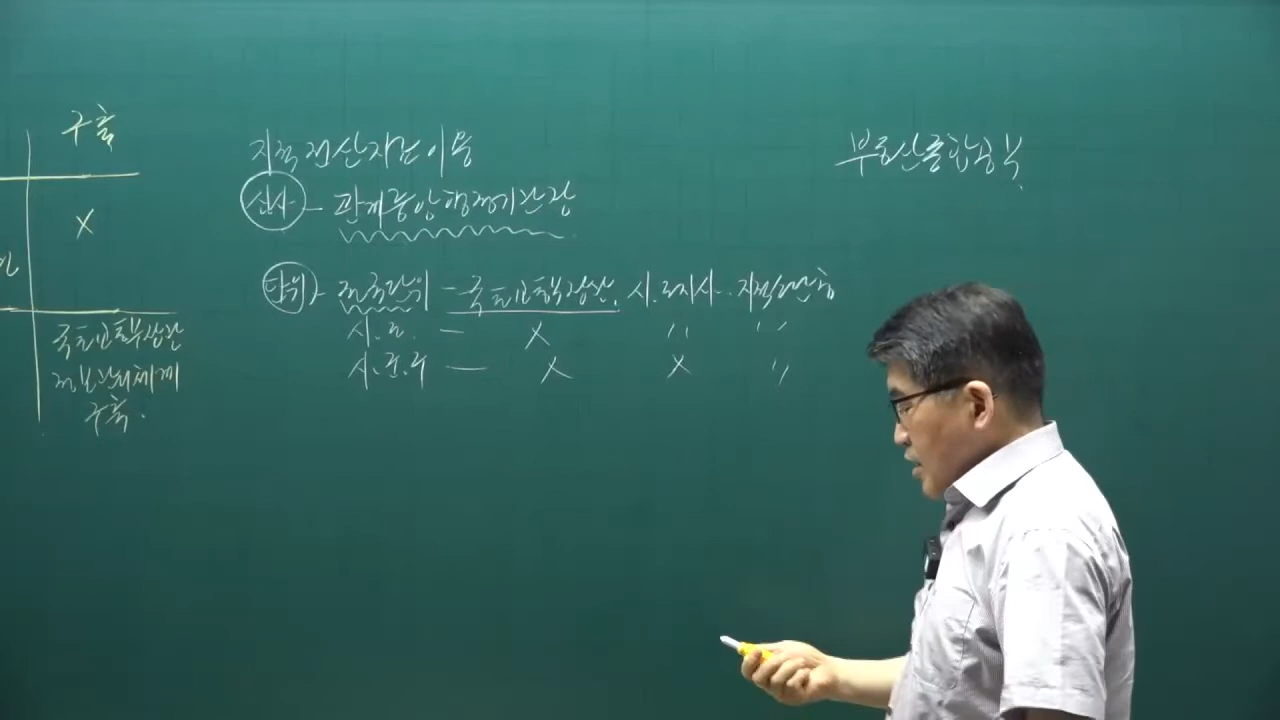 구축
X
국토교통부장관
정보관리체계
구축.
지적전산자료이용
심사 - 관계중앙행정기관장
단위 - 전국단위 - 국토교통부장관. 시.도지사. 지적소관청
시.도. - X " "
시.군.구 - X X "
부동산종합공부.